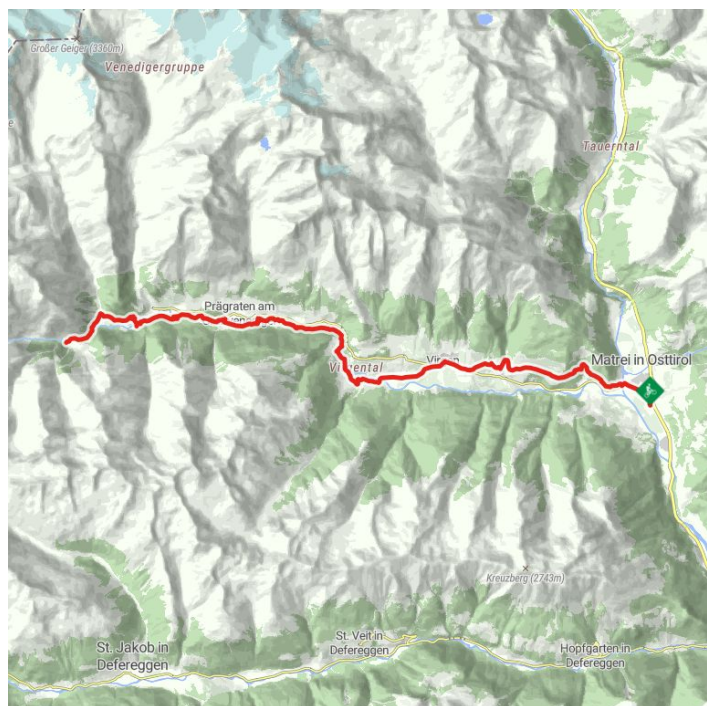 Großer Geiger (3360m)
Venedigergruppe
Tauerntal
Prägraten am
Matrei in Osttirol
Kreuzberg (2743m)
St. Jakob in
Defereggen
St. Veit in
Defereggen
Hopfgarten in
Defereggen